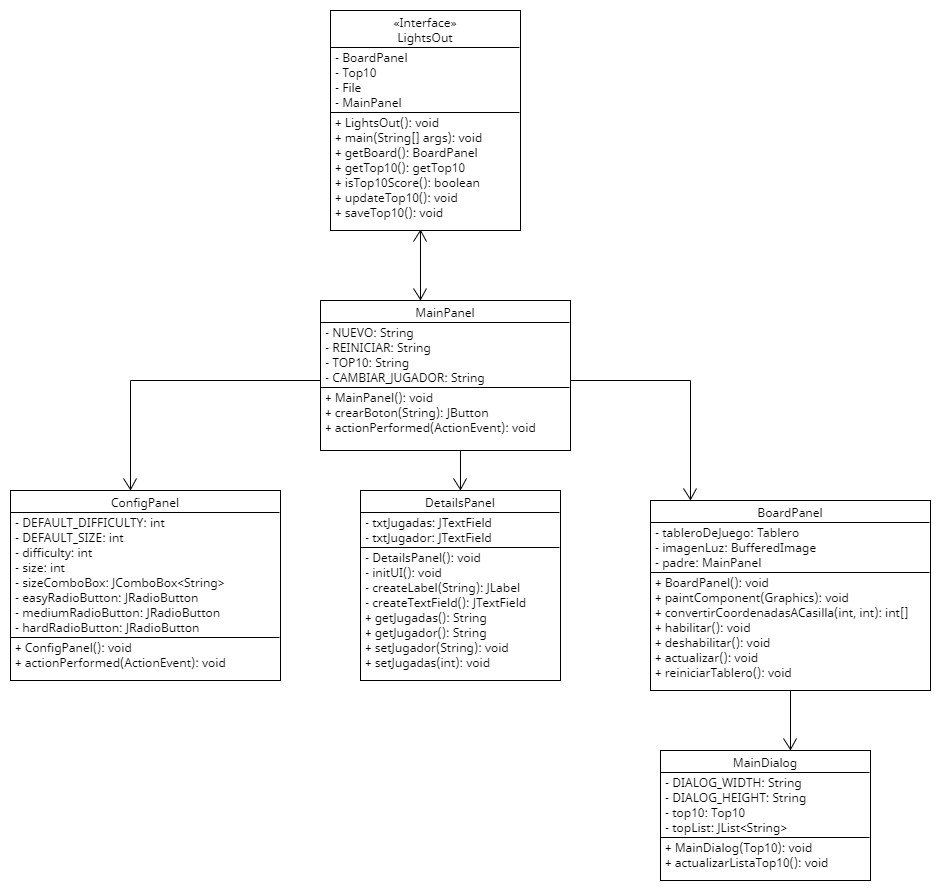 «Interface»
LightsOut
- BoardPanel
- Top10
- File
- MainPanel
+ LightsOut(): void
+ main(String[] args): void
+ getBoard(): BoardPanel
+ getTop10(): getTop10
+ isTop10Score(): boolean
+ updateTop10(): void
+ saveTop10(): void
MainPanel
- NUEVO: String
- REINICIAR: String
- TOP10: String
- CAMBIAR_JUGADOR: String
+ MainPanel(): void
+ crearBoton(String): JButton
+ actionPerformed(ActionEvent): void
ConfigPanel
- DEFAULT_DIFFICULTY: int
- DEFAULT_SIZE: int
- difficulty: int
- size: int
- sizeComboBox: JComboBox<String>
- easyRadioButton: JRadioButton
- mediumRadioButton: JRadioButton
- hardRadioButton: JRadioButton
+ ConfigPanel(): void
+ actionPerformed(ActionEvent): void
DetailsPanel
- txtJugadas: JTextField
- txtJugador: JTextField
- DetailsPanel(): void
- initUI(): void
- createLabel(String): JLabel
- createTextField(): JTextField
+ getJugadas(): String
+ getJugador(): String
+ setJugador(String): void
+ setJugadas(int): void
BoardPanel
- tableroDeJuego: Tablero
- imagenLuz: BufferedImage
- padre: MainPanel
+ BoardPanel(): void
+ paintComponent(Graphics): void
+ convertirCoordenadasACasilla(int, int): int[]
+ habilitar(): void
+ deshabilitar(): void
+ actualizar(): void
+ reiniciarTablero(): void
MainDialog
- DIALOG_WIDTH: String
- DIALOG_HEIGHT: String
- top10: Top10
- topList: JList<String>
+ MainDialog(Top10): void
+ actualizarListaTop10(): void